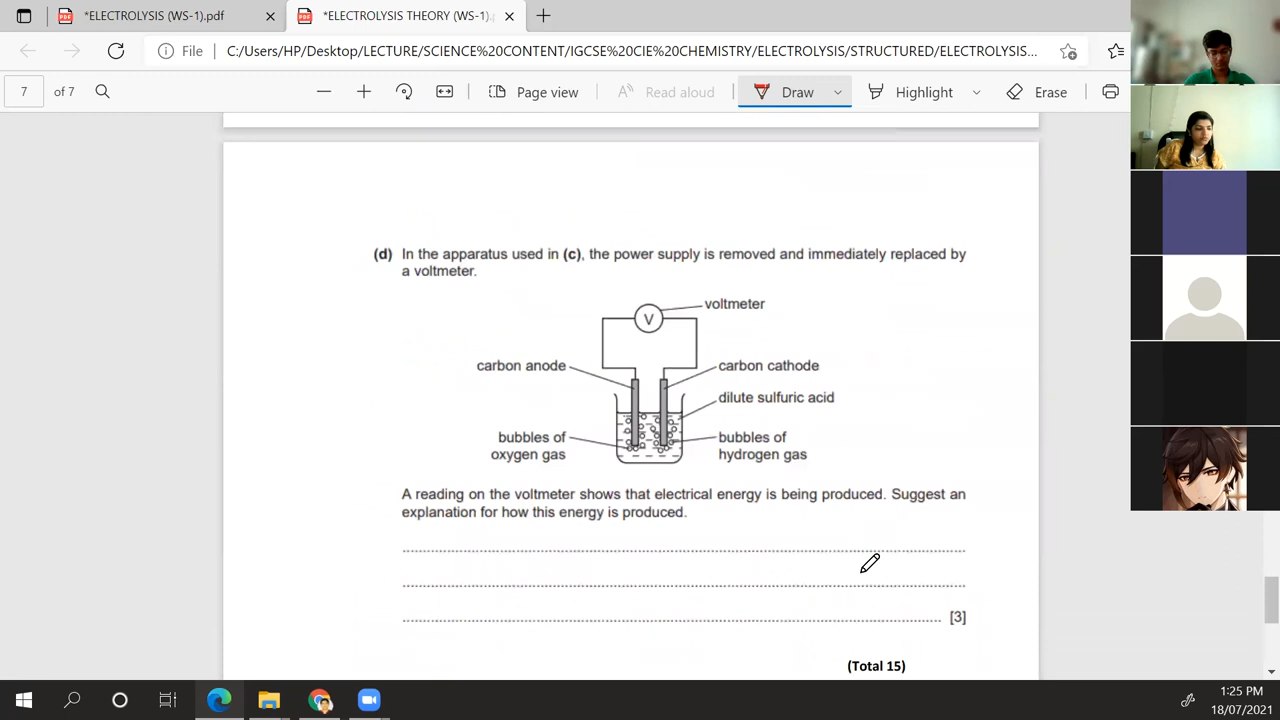 *ELECTROLYSIS (WS-1).pdf
*ELECTROLYSIS THEORY (WS-1).
File
C:/Users/HP/Desktop/LECTURE/SCIENCE%20CONTENT/IGCSE%20CIE%20CHEMISTRY/ELECTROLYSIS/STRUCTURED/ELECTROLYSIS...
7 of 7
Page view
Read aloud
Draw
Highlight
Erase
(d) In the apparatus used in (c), the power supply is removed and immediately replaced by
a voltmeter.
voltmeter
V
carbon anode
carbon cathode
dilute sulfuric acid
bubbles of
oxygen gas
bubbles of
hydrogen gas
A reading on the voltmeter shows that electrical energy is being produced. Suggest an
explanation for how this energy is produced.
[3]
(Total 15)
1:25 PM
18/07/2021